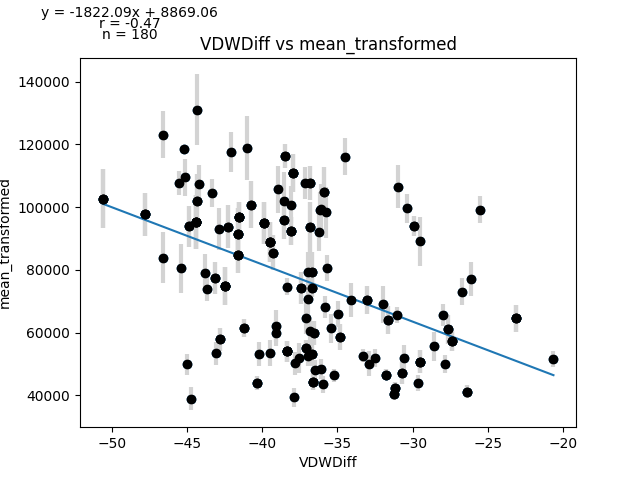 y = -1822.09x + 8869.06
r = -0.47
n = 180
VDWDiff vs mean_transformed
140000
120000
100000
80000
60000
40000
mean_transformed
−50
−45
−40
−35
−30
−25
−20
VDWDiff